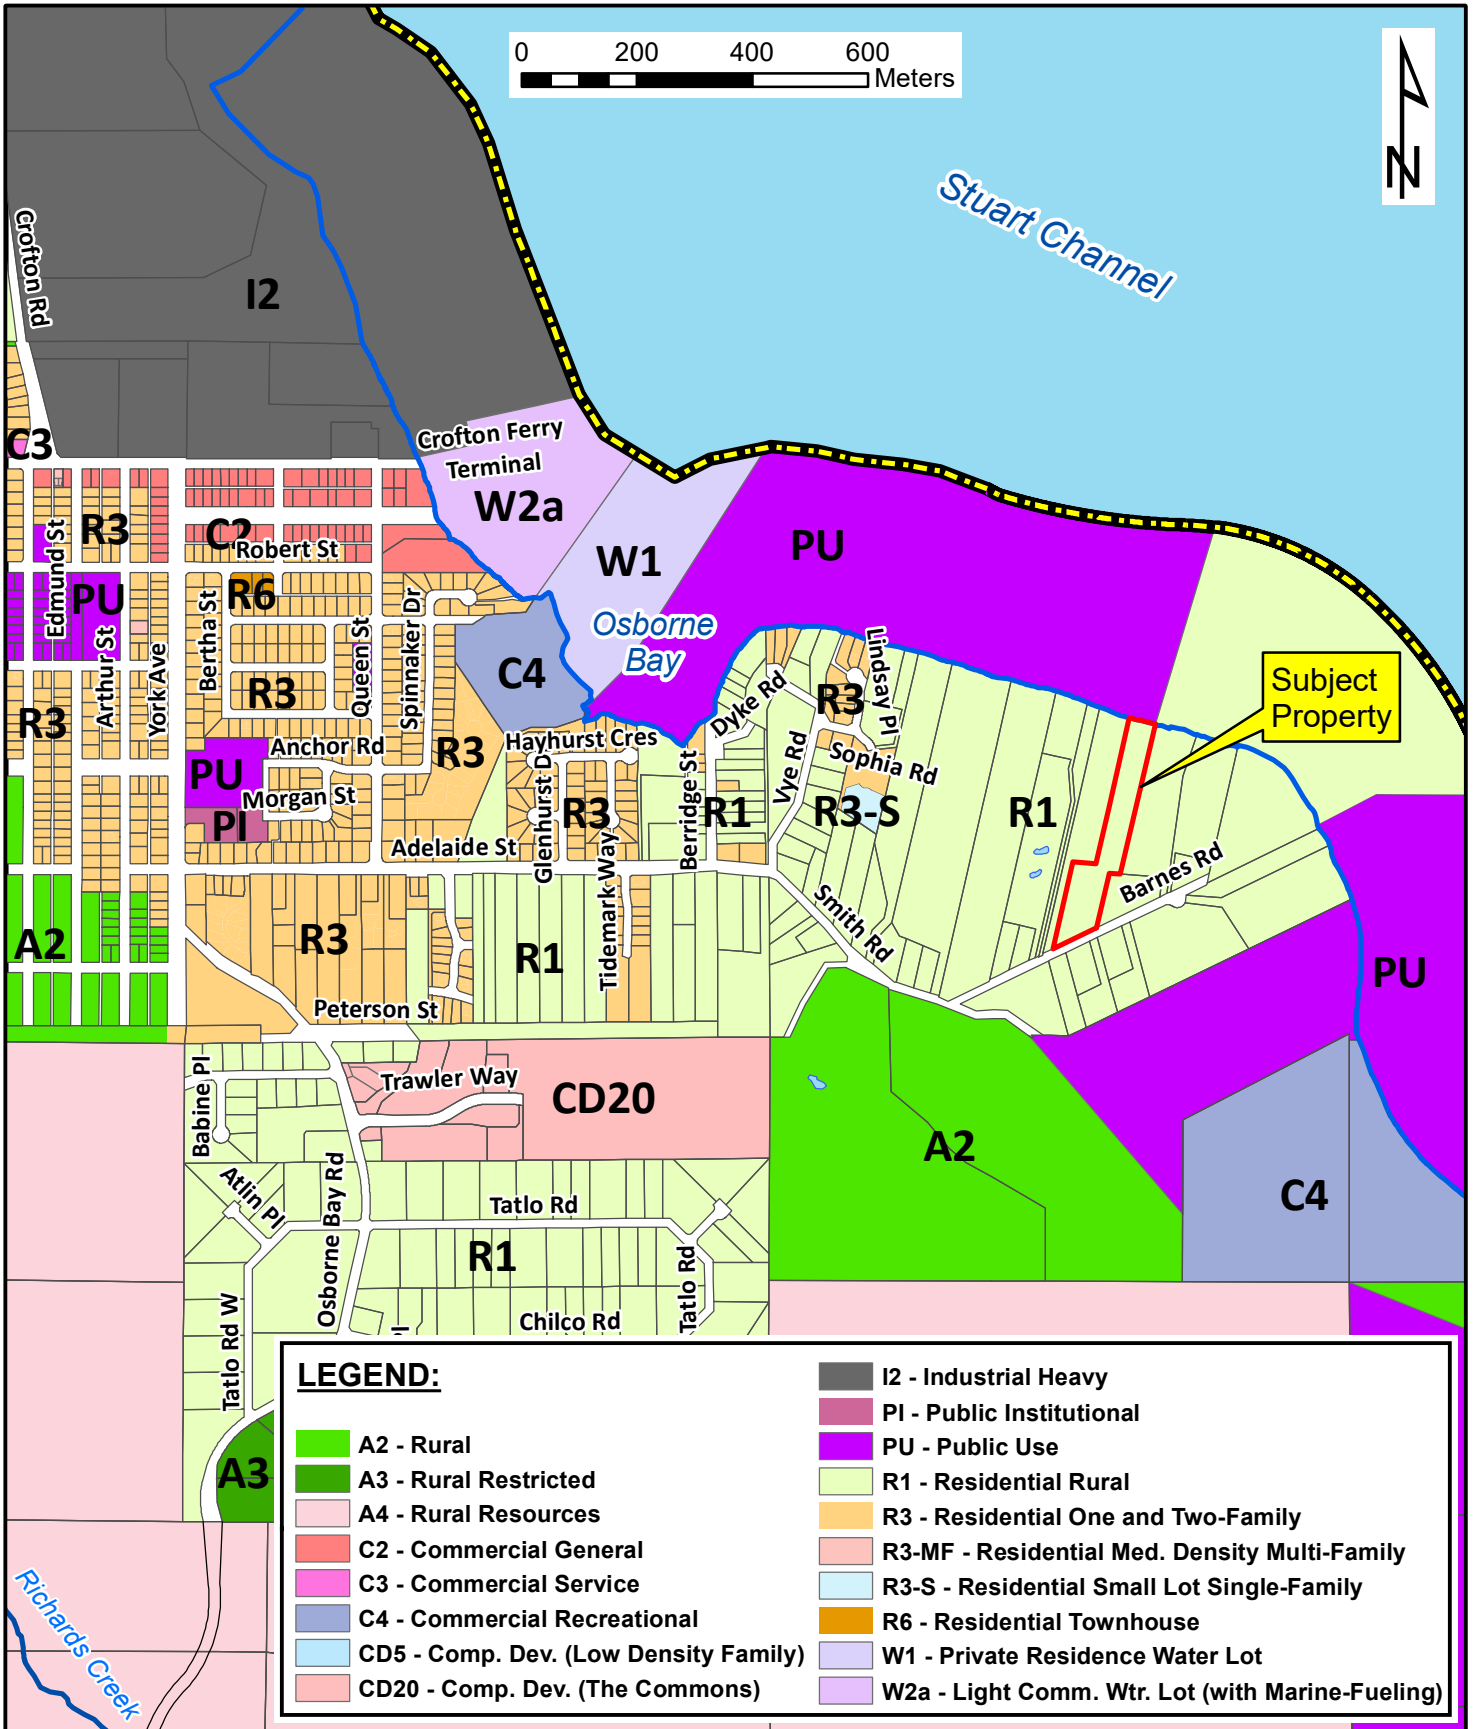 0 200 400 600
Meters
N
Stuart Channel
Crofton Rd
I2
C3
Crofton Ferry
Terminal
W2a
W1
PU
Osborne
Bay
R3
C2
Robert St
Edmund St
PU
R6
Arthur St
York Ave
Bertha St
Queen St
Spinnaker Dr
C4
R3
R3
Anchor Rd
PU
Morgan St
PI
R3
Hayhurst Cres
Glenhurst Dr
R3
Adelaide St
Tidemark Way
Berridge St
R1
Dyke Rd
Vye Rd
R3
Lindsay Pl
Sophia Rd
R3-S
R1
Subject
Property
Barnes Rd
Smith Rd
A2
R3
R1
Peterson St
PU
Babine Pl
Trawler Way
CD20
A2
C4
Atlin Pl
Osborne Bay Rd
Tatlo Rd
R1
Tatlo Rd
Tatlo Rd W
Chilco Rd
Pl
A3
Richards Creek
LEGEND:
A2 - Rural
A3 - Rural Restricted
A4 - Rural Resources
C2 - Commercial General
C3 - Commercial Service
C4 - Commercial Recreational
CD5 - Comp. Dev. (Low Density Family)
CD20 - Comp. Dev. (The Commons)
I2 - Industrial Heavy
PI - Public Institutional
PU - Public Use
R1 - Residential Rural
R3 - Residential One and Two-Family
R3-MF - Residential Med. Density Multi-Family
R3-S - Residential Small Lot Single-Family
R6 - Residential Townhouse
W1 - Private Residence Water Lot
W2a - Light Comm. Wtr. Lot (with Marine-Fueling)